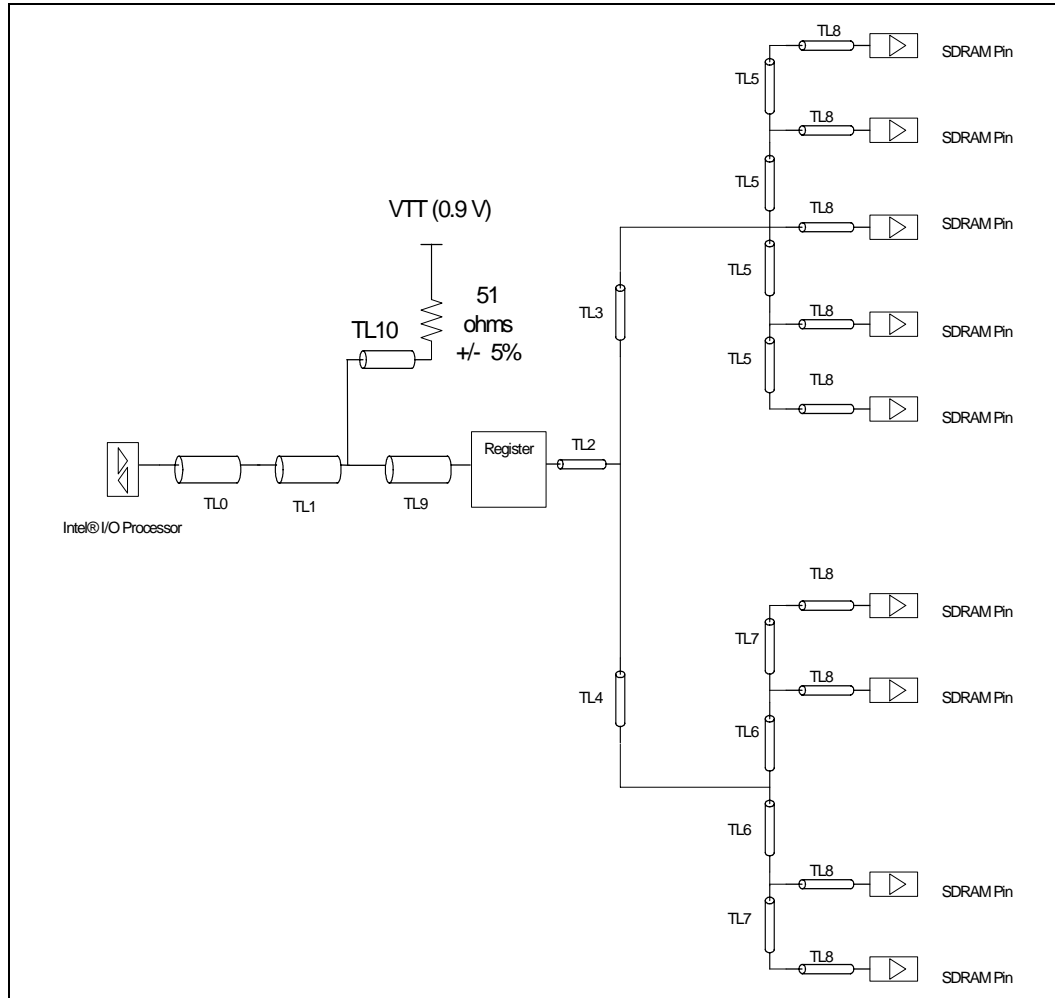 TL8
SDRAM Pin
TL5
TL8
SDRAM Pin
TL5
TL8
SDRAM Pin
VTT (0.9 V)
TL5
51
ohms
+/- 5%
TL3
TL10
TL8
SDRAM Pin
TL5
TL8
SDRAM Pin
Register
TL2
TL0
TL1
TL9
Intel® I/O Processor
TL8
SDRAM Pin
TL7
TL8
SDRAM Pin
TL4
TL6
TL6
TL8
SDRAM Pin
TL7
TL8
SDRAM Pin